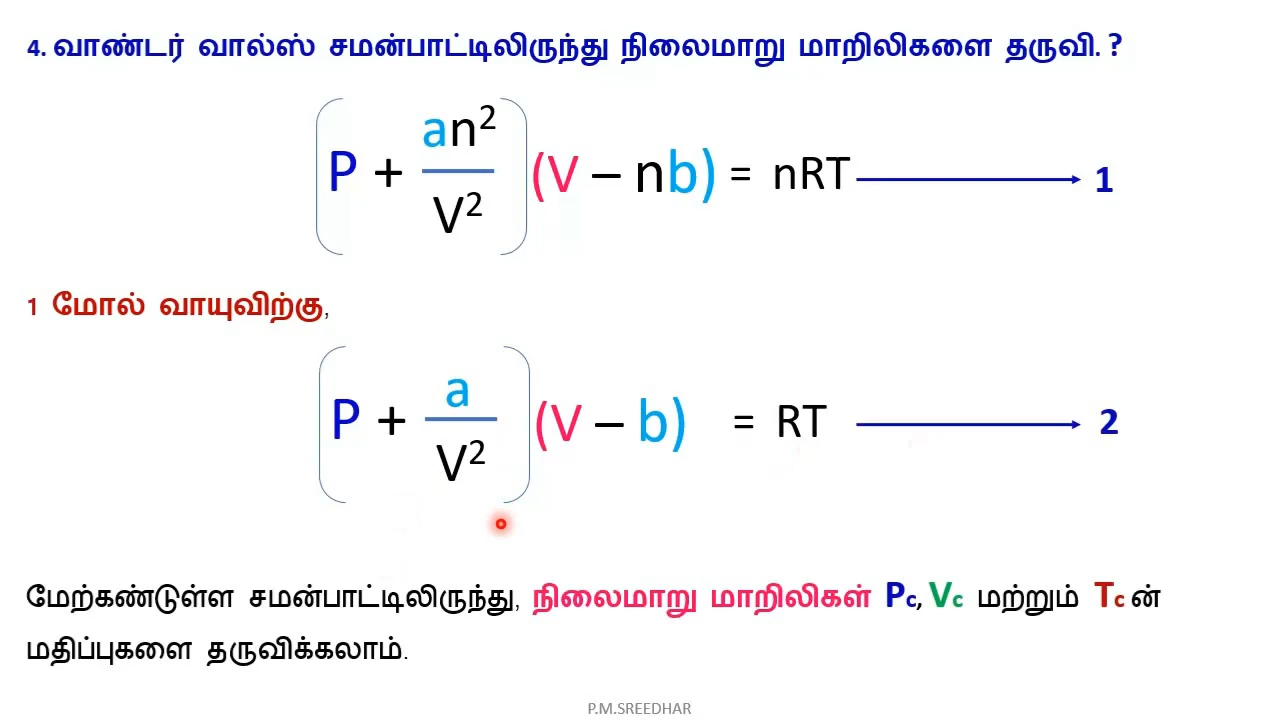 4. வாண்டர் வால்ஸ் சமன்பாட்டிலிருந்து நிலைமாறு மாறிலிகளை தருவி. ?
(P + an²/V²) (V – nb) = nRT → 1
1 மோல் வாயுவிற்கு,
(P + a/V²) (V – b) = RT → 2
மேற்கண்டுள்ள சமன்பாட்டிலிருந்து, நிலைமாறு மாறிலிகள் Pc, Vc மற்றும் Tc ன்
மதிப்புகளை தருவிக்கலாம்.
P.M.SREEDHAR